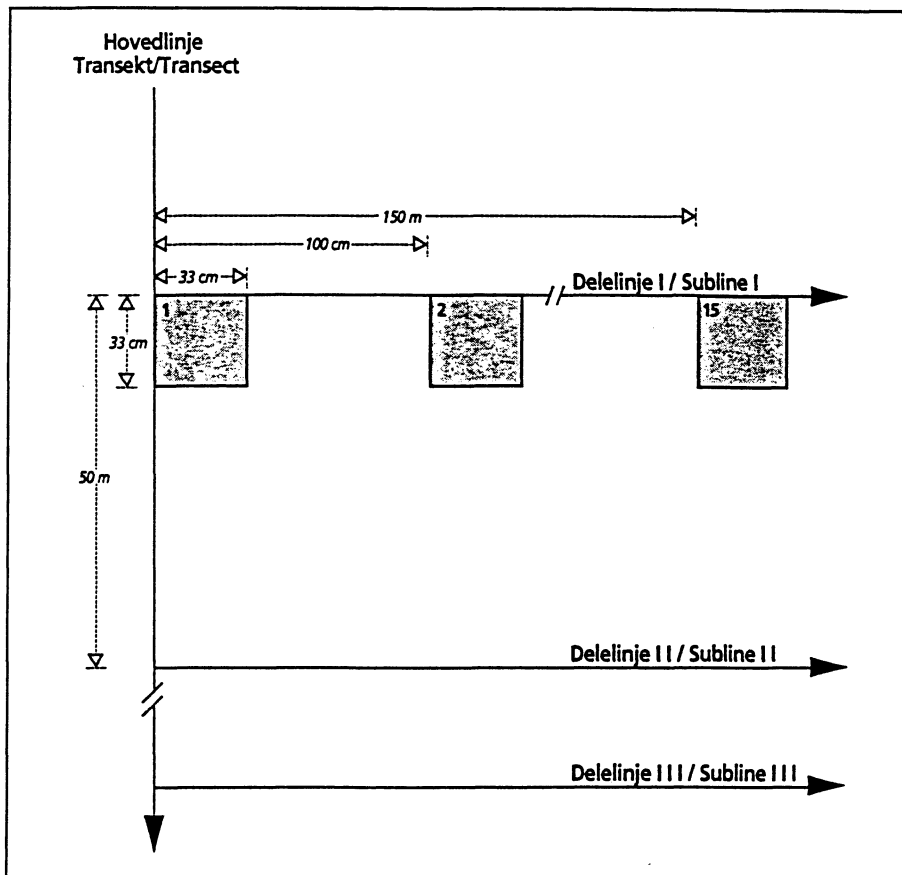 Hovedlinje
Transekt/Transect
150 m
100 cm
33 cm
Delelinje I / Subline I
1
2
15
33 cm
50 m
Delelinje II / Subline II
Delelinje III / Subline III